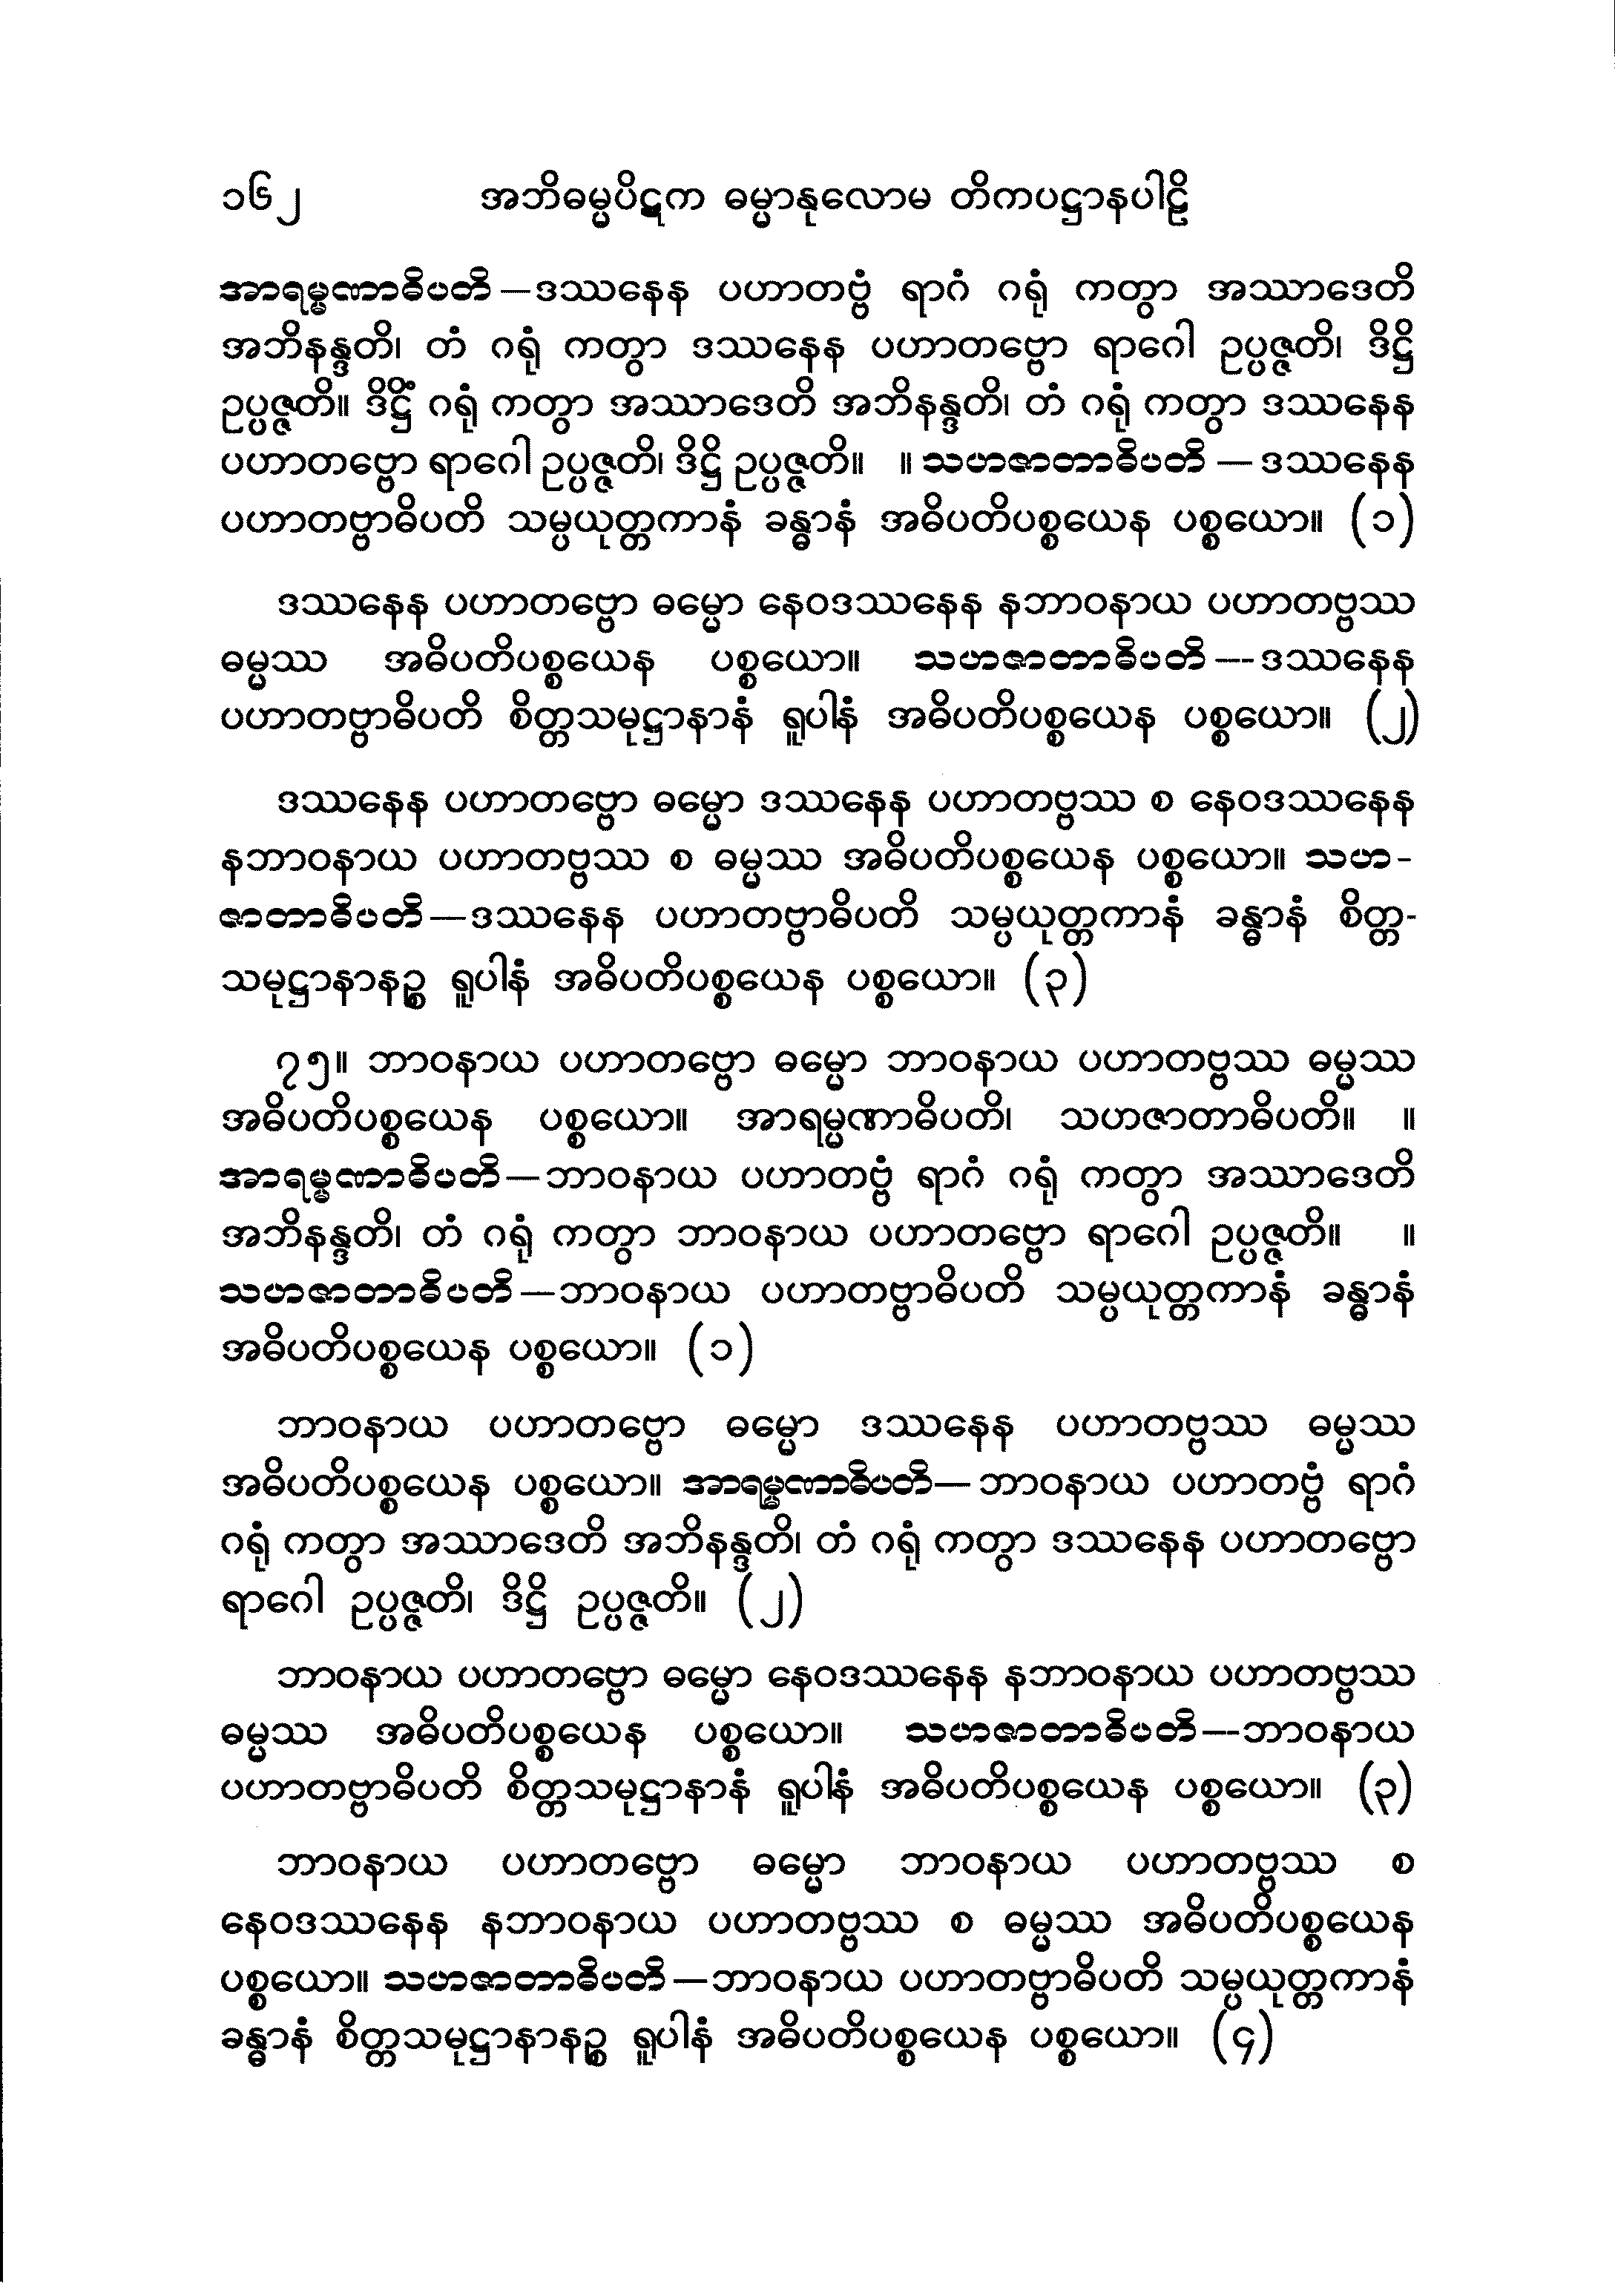 ၁၆၂ အဘိဓမ္မပိဋက ဓမ္မာနုလောမ တိကပဋ္ဌာနပါဠိ
အာရမ္မဏာဓိပတိ—ဒဿနေန ပဟာတဗ္ဗံ ရာဂံ ဂရုံ ကတွာ အဿာဒေတိ
အဘိနန္ဒတိ၊ တံ ဂရုံ ကတွာ ဒဿနေန ပဟာတဗ္ဗော ရာဂေါ ဥပ္ပဇ္ဇတိ၊ ဒိဋ္ဌိ
ဥပ္ပဇ္ဇတိ။ ဒိဋ္ဌိံ ဂရုံ ကတွာ အဿာဒေတိ အဘိနန္ဒတိ၊ တံ ဂရုံ ကတွာ ဒဿနေန
ပဟာတဗ္ဗော ရာဂေါ ဥပ္ပဇ္ဇတိ၊ ဒိဋ္ဌိ ဥပ္ပဇ္ဇတိ။ ။ သဟဇာတာဓိပတိ — ဒဿနေန
ပဟာတဗ္ဗာဓိပတိ သမ္ပယုတ္တကာနံ ခန္ဓာနံ အဓိပတိပစ္စယေန ပစ္စယော။ (၁)
ဒဿနေန ပဟာတဗ္ဗော ဓမ္မော နေဝဒဿနေန နဘာဝနာယ ပဟာတဗ္ဗဿ
ဓမ္မဿ အဓိပတိပစ္စယေန ပစ္စယော။ သဟဇာတာဓိပတိ—-ဒဿနေန
ပဟာတဗ္ဗာဓိပတိ စိတ္တသမုဋ္ဌာနာနံ ရူပါနံ အဓိပတိပစ္စယေန ပစ္စယော။ (၂)
ဒဿနေန ပဟာတဗ္ဗော ဓမ္မော ဒဿနေန ပဟာတဗ္ဗဿ စ နေဝဒဿနေန
နဘာဝနာယ ပဟာတဗ္ဗဿ စ ဓမ္မဿ အဓိပတိပစ္စယေန ပစ္စယော။ သဟ-
ဇာတာဓိပတိ—ဒဿနေန ပဟာတဗ္ဗာဓိပတိ သမ္ပယုတ္တကာနံ ခန္ဓာနံ စိတ္တ-
သမုဋ္ဌာနာနဉ္စ ရူပါနံ အဓိပတိပစ္စယေန ပစ္စယော။ (၃)
၇၅။ ဘာဝနာယ ပဟာတဗ္ဗော ဓမ္မော ဘာဝနာယ ပဟာတဗ္ဗဿ ဓမ္မဿ
အဓိပတိပစ္စယေန ပစ္စယော။ အာရမ္မဏာဓိပတိ၊ သဟဇာတာဓိပတိ။ ။
အာရမ္မဏာဓိပတိ—ဘာဝနာယ ပဟာတဗ္ဗံ ရာဂံ ဂရုံ ကတွာ အဿာဒေတိ
အဘိနန္ဒတိ၊ တံ ဂရုံ ကတွာ ဘာဝနာယ ပဟာတဗ္ဗော ရာဂေါ ဥပ္ပဇ္ဇတိ။ ။
သဟဇာတာဓိပတိ—ဘာဝနာယ ပဟာတဗ္ဗာဓိပတိ သမ္ပယုတ္တကာနံ ခန္ဓာနံ
အဓိပတိပစ္စယေန ပစ္စယော။ (၁)
ဘာဝနာယ ပဟာတဗ္ဗော ဓမ္မော ဒဿနေန ပဟာတဗ္ဗဿ ဓမ္မဿ
အဓိပတိပစ္စယေန ပစ္စယော။ အာရမ္မဏာဓိပတိ—ဘာဝနာယ ပဟာတဗ္ဗံ ရာဂံ
ဂရုံ ကတွာ အဿာဒေတိ အဘိနန္ဒတိ၊ တံ ဂရုံ ကတွာ ဒဿနေန ပဟာတဗ္ဗော
ရာဂေါ ဥပ္ပဇ္ဇတိ၊ ဒိဋ္ဌိ ဥပ္ပဇ္ဇတိ။ (၂)
ဘာဝနာယ ပဟာတဗ္ဗော ဓမ္မော နေဝဒဿနေန နဘာဝနာယ ပဟာတဗ္ဗဿ
ဓမ္မဿ အဓိပတိပစ္စယေန ပစ္စယော။ သဟဇာတာဓိပတိ—-ဘာဝနာယ
ပဟာတဗ္ဗာဓိပတိ စိတ္တသမုဋ္ဌာနာနံ ရူပါနံ အဓိပတိပစ္စယေန ပစ္စယော။ (၃)
ဘာဝနာယ ပဟာတဗ္ဗော ဓမ္မော ဘာဝနာယ ပဟာတဗ္ဗဿ စ
နေဝဒဿနေန နဘာဝနာယ ပဟာတဗ္ဗဿ စ ဓမ္မဿ အဓိပတိပစ္စယေန
ပစ္စယော။ သဟဇာတာဓိပတိ—ဘာဝနာယ ပဟာတဗ္ဗာဓိပတိ သမ္ပယုတ္တကာနံ
ခန္ဓာနံ စိတ္တသမုဋ္ဌာနာနဉ္စ ရူပါနံ အဓိပတိပစ္စယေန ပစ္စယော။ (၄)